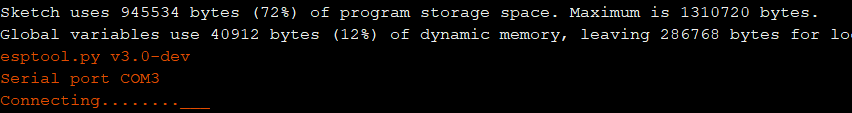 Sketch uses 945534 bytes (72%) of program storage space. Maximum is 1310720 bytes.
Global variables use 40912 bytes (12%) of dynamic memory, leaving 286768 bytes for lo
esptool.py v3.0-dev
Serial port COM3
Connecting........___